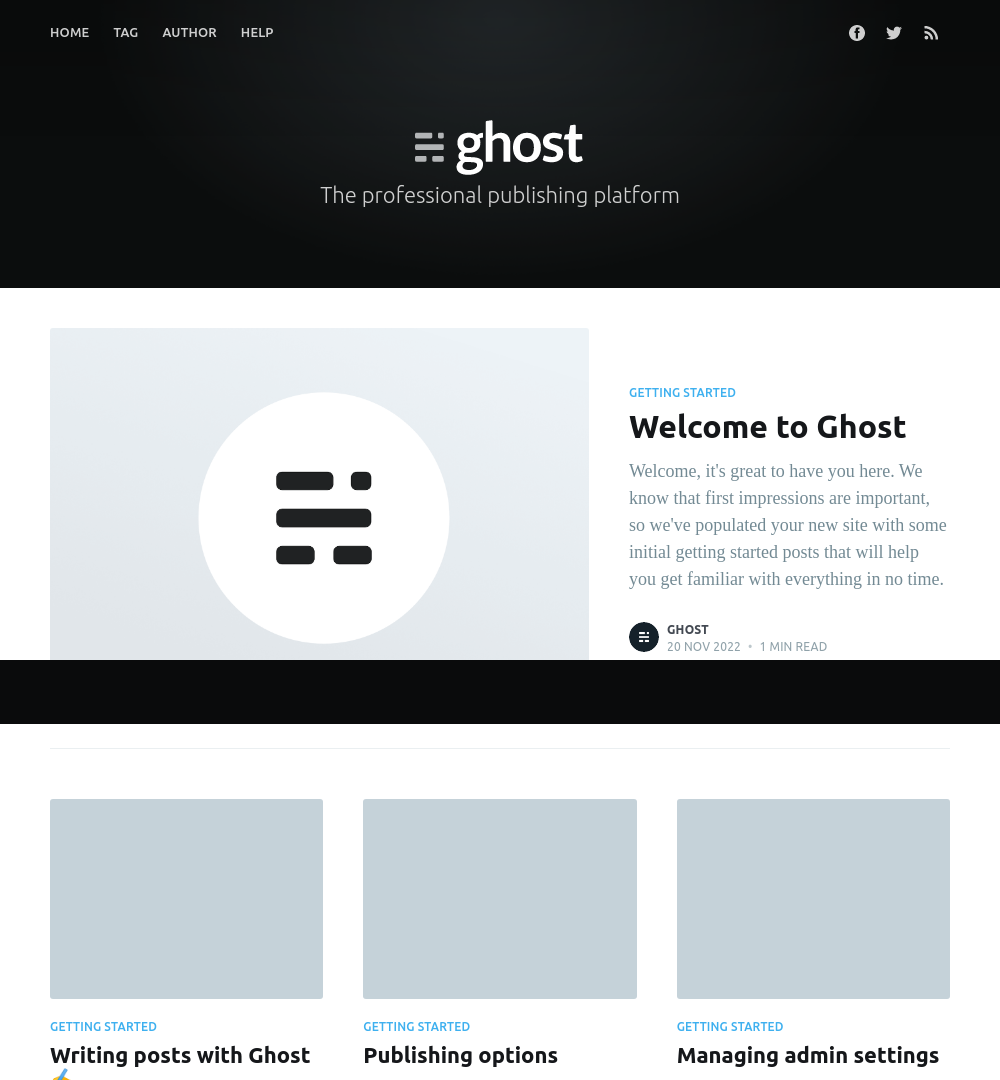 HOME TAG AUTHOR HELP
ghost
The professional publishing platform
GETTING STARTED
Welcome to Ghost
Welcome, it's great to have you here. We
know that first impressions are important,
so we've populated your new site with some
initial getting started posts that will help
you get familiar with everything in no time.
GHOST
20 NOV 2022 • 1 MIN READ
GETTING STARTED
Writing posts with Ghost
✍️
GETTING STARTED
Publishing options
GETTING STARTED
Managing admin settings